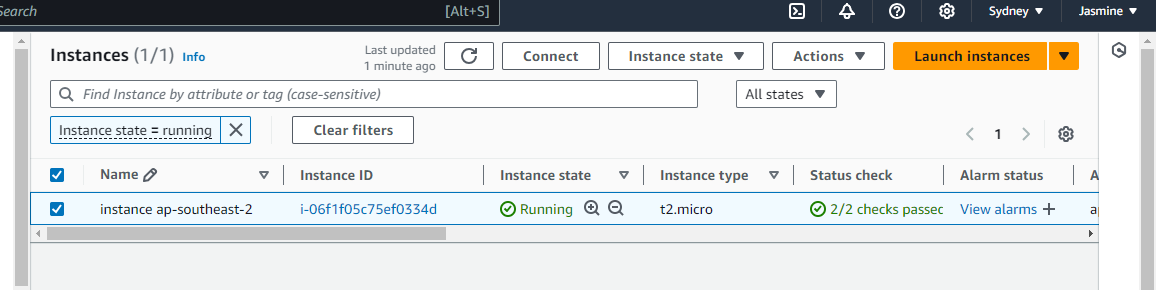 Search [Alt+S] Sydney Jasmine
Instances (1/1) Info Last updated 1 minute ago Connect Instance state Actions Launch instances
Find Instance by attribute or tag (case-sensitive) All states
Instance state = running Clear filters
1
Name Instance ID Instance state Instance type Status check Alarm status
instance ap-southeast-2 i-06f1f05c75ef0334d Running t2.micro 2/2 checks passed View alarms